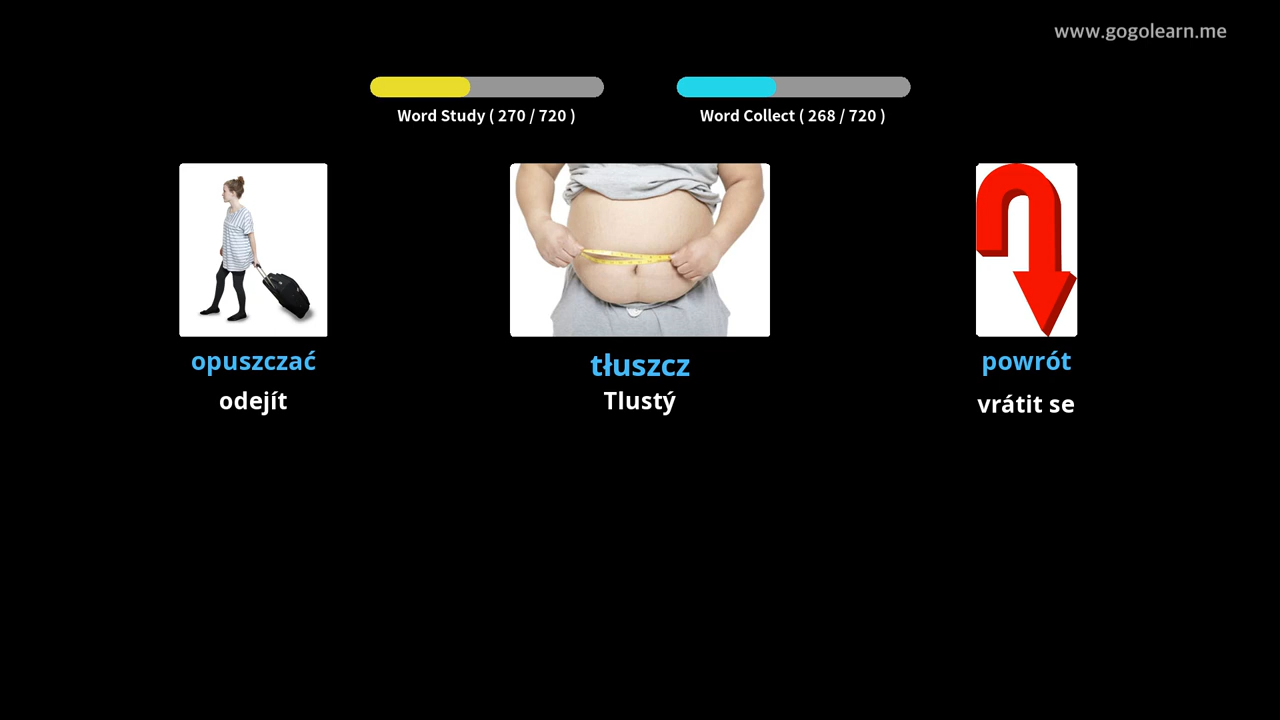 www.gogolearn.me
Word Study ( 270 / 720 )
Word Collect ( 268 / 720 )
opuszczać
odejít
tłuszcz
Tlustý
powrót
vrátit se